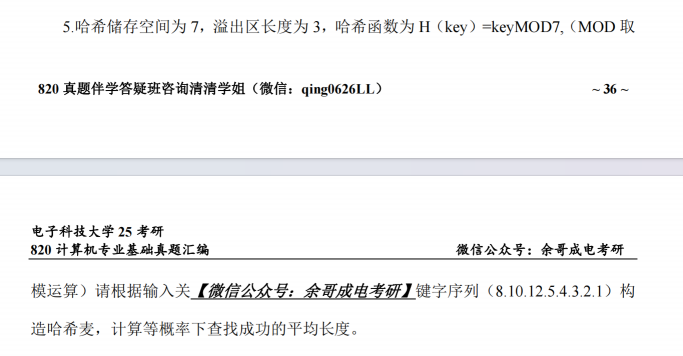 5.哈希储存空间为 7，溢出区长度为 3，哈希函数为 H（key）=keyMOD7,（MOD 取
820 真题伴学答疑班咨询清清学姐（微信：qing0626LL）
~ 36 ~
电子科技大学 25 考研
820 计算机专业基础真题汇编
微信公众号：余哥成电考研
模运算）请根据输入关【微信公众号：余哥成电考研】键字序列（8.10.12.5.4.3.2.1）构
造哈希麦，计算等概率下查找成功的平均长度。